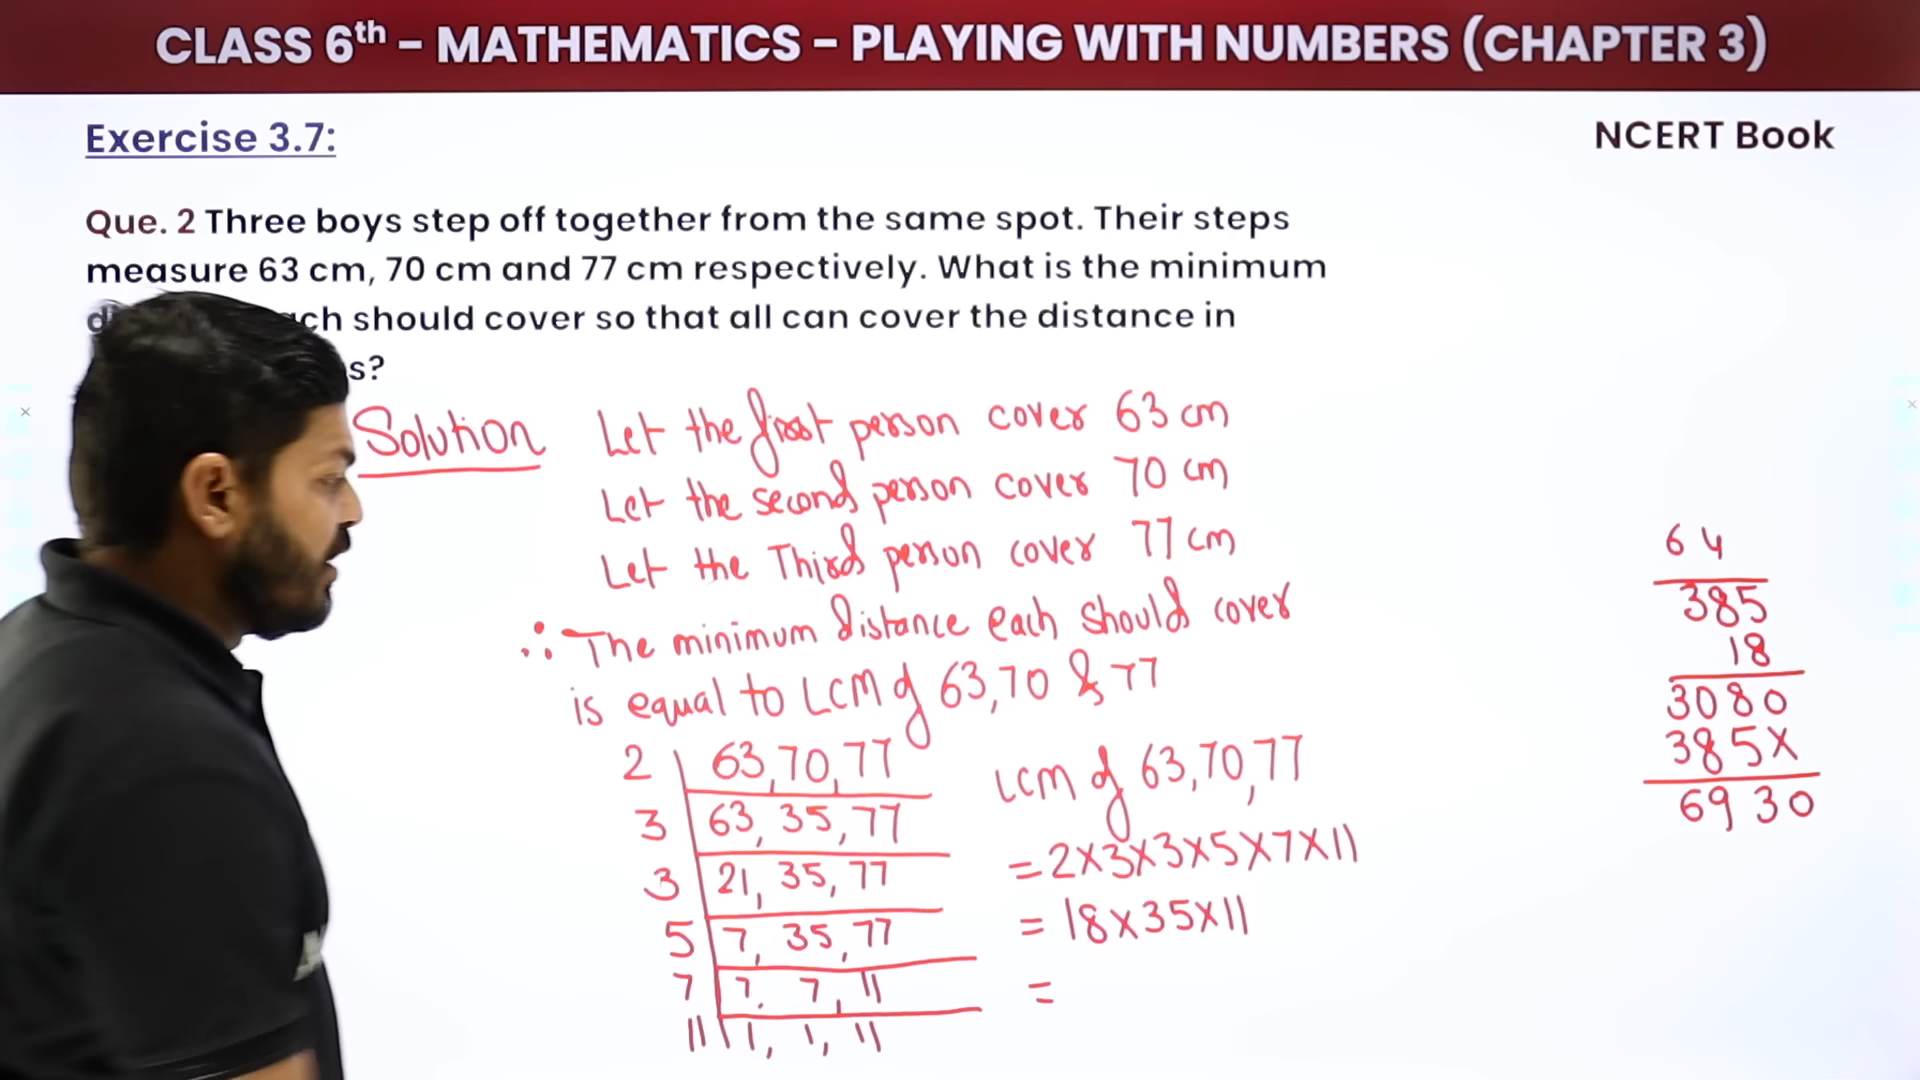 CLASS 6th – MATHEMATICS – PLAYING WITH NUMBERS (CHAPTER 3)
Exercise 3.7:
NCERT Book
Que. 2 Three boys step off together from the same spot. Their steps
measure 63 cm, 70 cm and 77 cm respectively. What is the minimum
ch should cover so that all can cover the distance in
s?
Solution Let the first person cover 63 cm
Let the second person cover 70 cm
Let the Third person cover 77 cm
∴ The minimum distance each should cover
is equal to LCM of 63,70 & 77
2 | 63,70,77
3 | 63, 35, 77
3 | 21, 35, 77
5 | 7, 35, 77
7 | 7, 7, 11
11 | 1, 1, 11
LCM of 63,70,77
= 2×3×3×5×7×11
= 18×35×11
=
6 4
385
18
3080
385×
6930